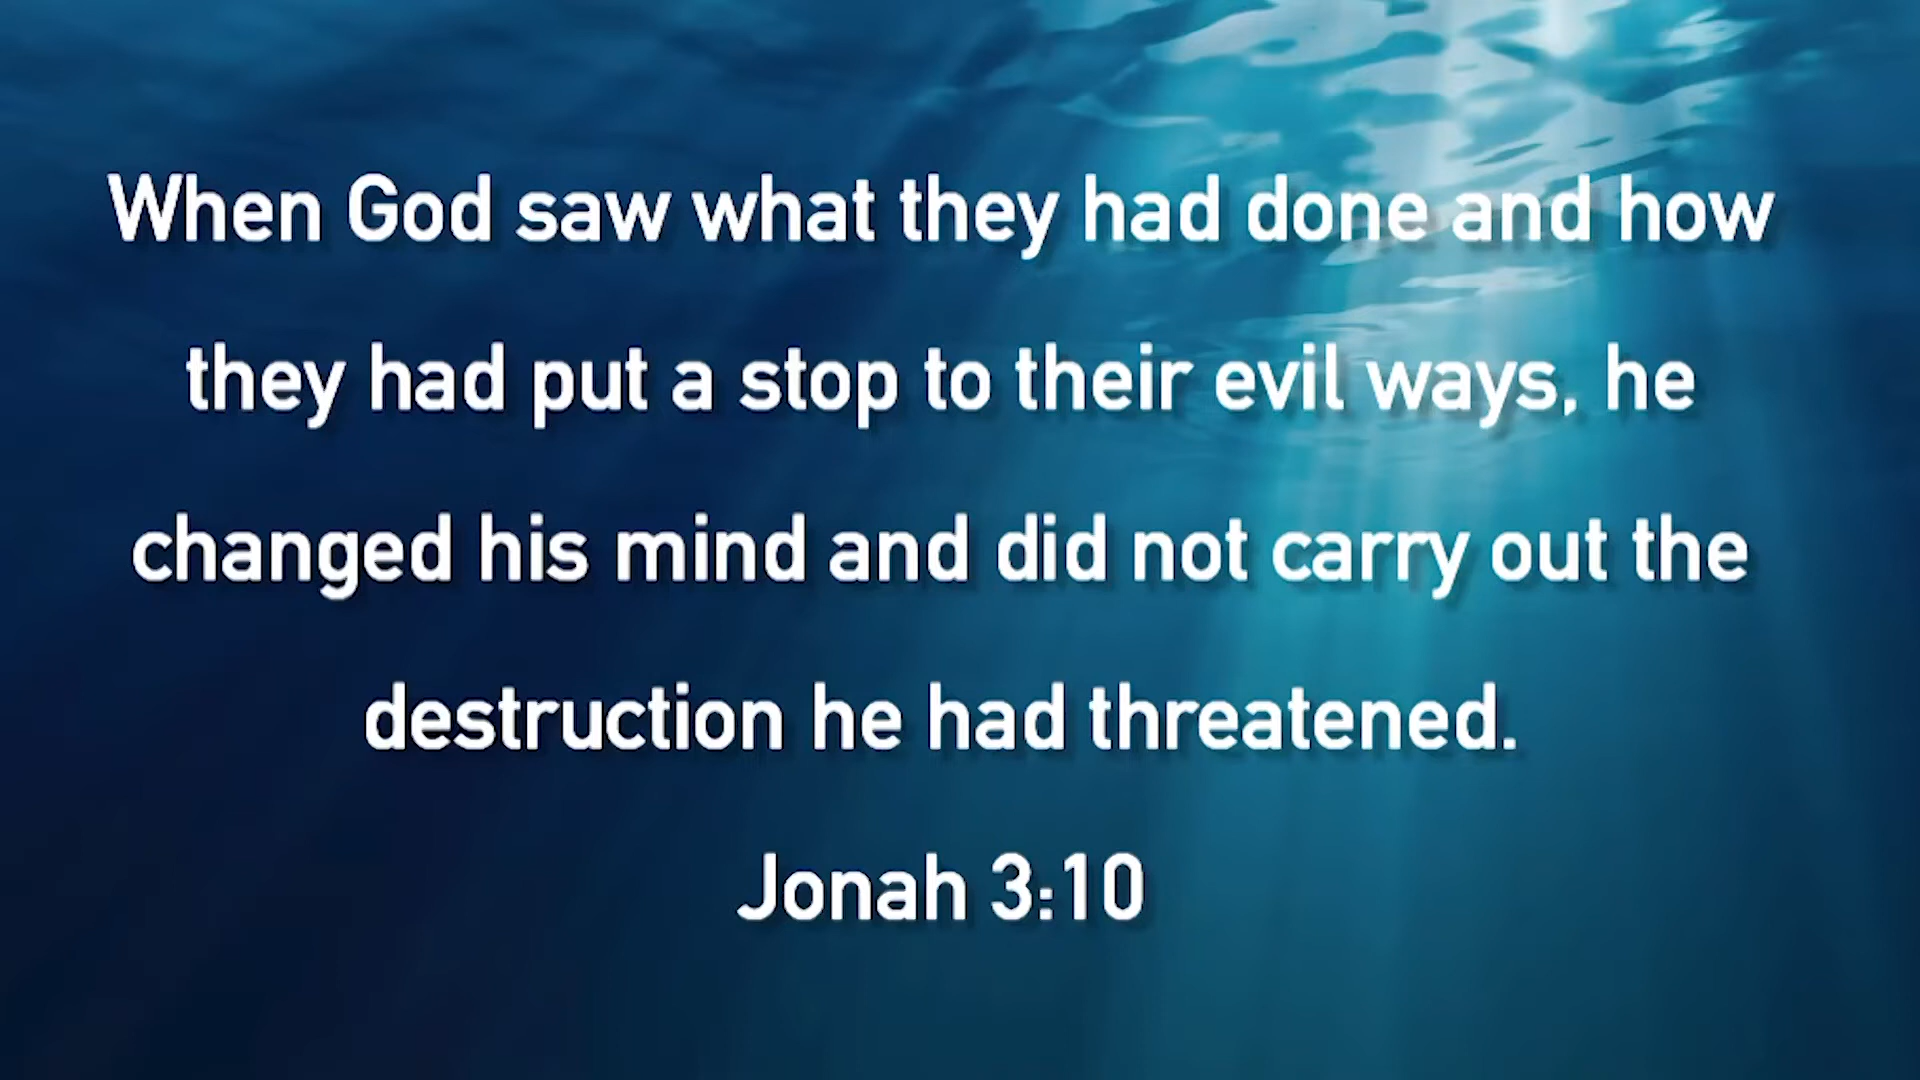 When God saw what they had done and how
they had put a stop to their evil ways, he
changed his mind and did not carry out the
destruction he had threatened.
Jonah 3:10